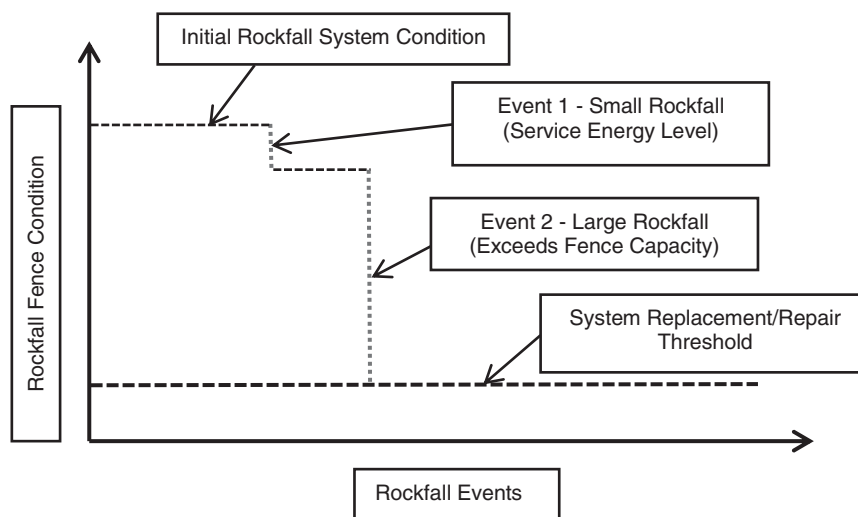 Initial Rockfall System Condition
Event 1 - Small Rockfall
(Service Energy Level)
Rockfall Fence Condition
Event 2 - Large Rockfall
(Exceeds Fence Capacity)
System Replacement/Repair
Threshold
Rockfall Events